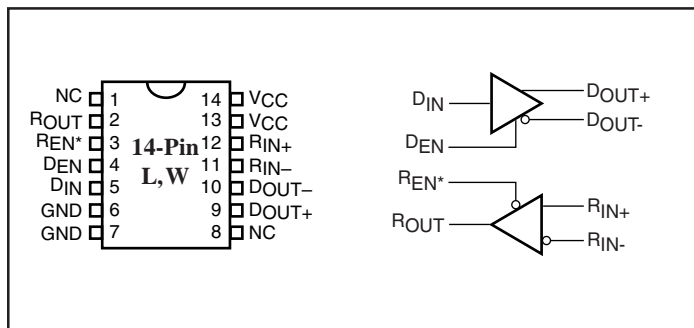 NC 1 14 VCC
ROUT 2 13 VCC
REN* 3 12 RIN+
DEN 4 11 RIN–
DIN 5 10 DOUT–
GND 6 9 DOUT+
GND 7 8 NC
14-Pin
L,W
DIN
DOUT+
DOUT-
DEN
REN*
ROUT
RIN+
RIN-